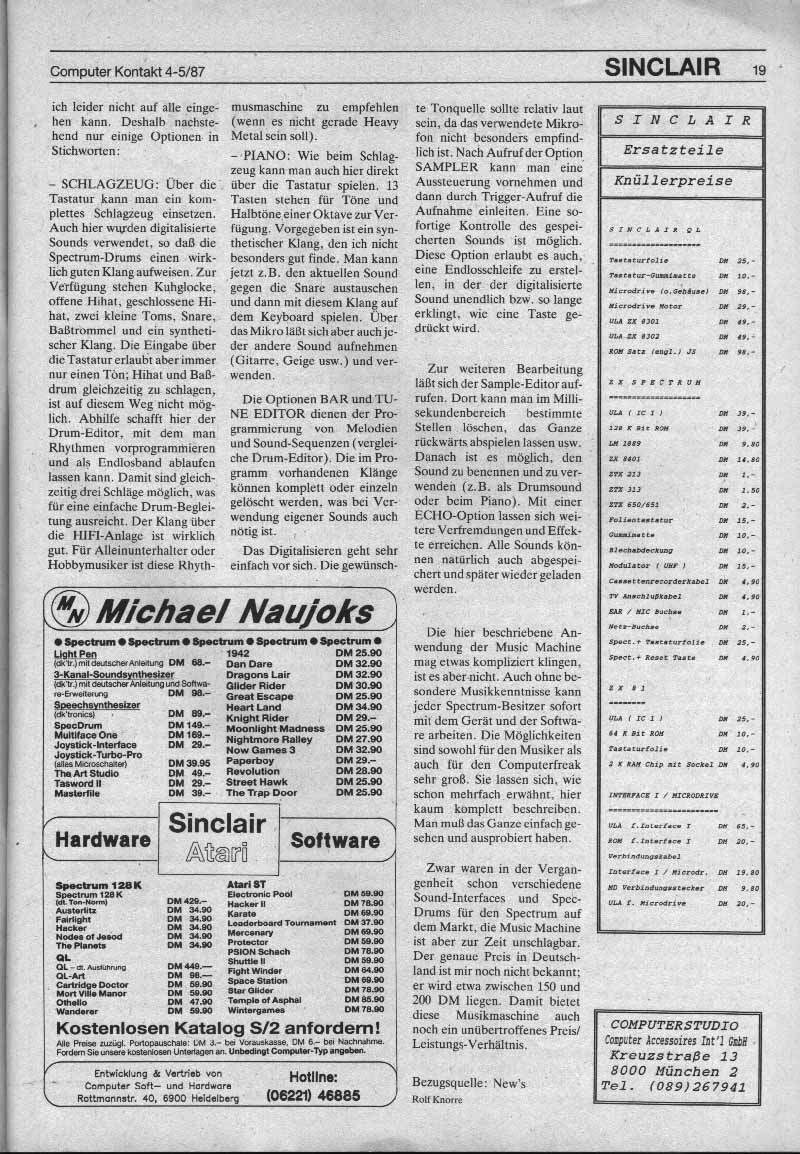 Computer Kontakt 4-5/87
SINCLAIR 19
ich leider nicht auf alle einge-
hen kann. Deshalb nachste-
hend nur einige Optionen in
Stichworten:
– SCHLAGZEUG: Über die
Tastatur kann man ein kom-
plettes Schlagzeug einsetzen.
Auch hier wurden digitalisierte
Sounds verwendet, so daß die
Spectrum-Drums einen wirk-
lich guten Klang aufweisen. Zur
Verfügung stehen Kuhglocke,
offene Hihat, geschlossene Hi-
hat, zwei kleine Toms, Snare,
Baßtrommel und ein syntheti-
scher Klang. Die Eingabe über
die Tastatur erlaubt aber immer
nur einen Ton; Hihat und Baß-
drum gleichzeitig zu schlagen,
ist auf diesem Weg nicht mög-
lich. Abhilfe schafft hier der
Drum-Editor, mit dem man
Rhythmen vorprogrammieren
und als Endlosband ablaufen
lassen kann. Damit sind gleich-
zeitig drei Schläge möglich, was
für eine einfache Drum-Beglei-
tung ausreicht. Der Klang über
die HIFI-Anlage ist wirklich
gut. Für Alleinunterhalter oder
Hobbymusiker ist diese Rhyth-
musmaschine zu empfehlen
(wenn es nicht gerade Heavy
Metal sein soll).
– PIANO: Wie beim Schlag-
zeug kann man auch hier direkt
über die Tastatur spielen. 13
Tasten stehen für Töne und
Halbtöne einer Oktave zur Ver-
fügung. Vorgegeben ist ein syn-
thetischer Klang, den ich nicht
besonders gut finde. Man kann
jetzt z.B. den aktuellen Sound
gegen die Snare austauschen
und dann mit diesem Klang auf
dem Keyboard spielen. Über
das Mikro läßt sich aber auch je-
der andere Sound aufnehmen
(Gitarre, Geige usw.) und ver-
wenden.
Die Optionen BAR und TU-
NE EDITOR dienen der Pro-
grammierung von Melodien
und Sound-Sequenzen (verglei-
che Drum-Editor). Die im Pro-
gramm vorhandenen Klänge
können komplett oder einzeln
gelöscht werden, was bei Ver-
wendung eigener Sounds auch
nötig ist.
Das Digitalisieren geht sehr
einfach vor sich. Die gewünsch-
te Tonquelle sollte relativ laut
sein, da das verwendete Mikro-
fon nicht besonders empfind-
lich ist. Nach Aufruf der Option
SAMPLER kann man eine
Aussteuerung vornehmen und
dann durch Trigger-Aufruf die
Aufnahme einleiten. Eine so-
fortige Kontrolle des gespei-
cherten Sounds ist möglich.
Diese Option erlaubt es auch,
eine Endlosschleife zu erstel-
len, in der der digitalisierte
Sound unendlich bzw. so lange
erklingt, wie eine Taste ge-
drückt wird.
Zur weiteren Bearbeitung
läßt sich der Sample-Editor auf-
rufen. Dort kann man im Milli-
sekundenbereich bestimmte
Stellen löschen, das Ganze
rückwärts abspielen lassen usw.
Danach ist es möglich, den
Sound zu benennen und zu ver-
wenden (z.B. als Drumsound
oder beim Piano). Mit einer
ECHO-Option lassen sich wei-
tere Verfremdungen und Effek-
te erreichen. Alle Sounds kön-
nen natürlich auch abgespei-
chert und später wieder geladen
werden.
Die hier beschriebene An-
wendung der Music Machine
mag etwas kompliziert klingen,
ist es aber nicht. Auch ohne be-
sondere Musikkenntnisse kann
jeder Spectrum-Besitzer sofort
mit dem Gerät und der Softwa-
re arbeiten. Die Möglichkeiten
sind sowohl für den Musiker als
auch für den Computerfreak
sehr groß. Sie lassen sich, wie
schon mehrfach erwähnt, hier
kaum komplett beschreiben.
Man muß das Ganze einfach ge-
sehen und ausprobiert haben.
Zwar waren in der Vergan-
genheit schon verschiedene
Sound-Interfaces und Spec-
Drums für den Spectrum auf
dem Markt, die Music Machine
ist aber zur Zeit unschlagbar.
Der genaue Preis in Deutsch-
land ist mir noch nicht bekannt;
er wird etwa zwischen 150 und
200 DM liegen. Damit bietet
diese Musikmaschine auch
noch ein unübertroffenes Preis/
Leistungs-Verhältnis.
Bezugsquelle: New's
Rolf Knorre
MN Michael Naujoks
● Spectrum ● Spectrum ● Spectrum ● Spectrum ● Spectrum ●
Light Pen
(dk'tr.) mit deutscher Anleitung DM 68.–
3-Kanal-Soundsynthesizer
(dk'tr.) mit deutscher Anleitung und Softwa-
re-Erweiterung DM 98.–
Speechsynthesizer
(dk'tronics) DM 89.–
SpecDrum DM 149.–
Multiface One DM 169.–
Joystick-Interface DM 29.–
Joystick-Turbo-Pro
(alles Microschalter) DM 39.95
The Art Studio DM 49.–
Tasword II DM 29.–
Masterfile DM 39.–
1942 DM 25.90
Dan Dare DM 32.90
Dragons Lair DM 32.90
Glider Rider DM 30.90
Great Escape DM 25.90
Heart Land DM 34.90
Knight Rider DM 29.–
Moonlight Madness DM 25.90
Nightmore Ralley DM 27.90
Now Games 3 DM 32.90
Paperboy DM 29.–
Revolution DM 28.90
Street Hawk DM 25.90
The Trap Door DM 25.90
Hardware
Sinclair
Atari
Software
Spectrum 128 K
Spectrum 128 K
(dt. Ton-Norm) DM 429.–
Austerlitz DM 34.90
Fairlight DM 34.90
Hacker DM 34.90
Nodes of Jesod DM 34.90
The Planets DM 34.90
QL
QL – dt. Ausführung DM 449.—
QL-Art DM 98.—
Cartridge Doctor DM 59.90
Mort Ville Manor DM 59.90
Othello DM 47.90
Wanderer DM 59.90
Atari ST
Electronic Pool DM 59.90
Hacker II DM 78.90
Karate DM 69.90
Leaderboard Tournament DM 37.90
Mercenary DM 69.90
Protector DM 59.90
PSION Schach DM 78.90
Shuttle II DM 59.90
Fight Winder DM 64.90
Space Station DM 69.90
Star Glider DM 78.90
Temple of Asphal DM 85.90
Wintergames DM 78.90
Kostenlosen Katalog S/2 anfordern!
Alle Preise zuzügl. Portopauschale: DM 3.– bei Vorauskasse, DM 6.– bei Nachnahme.
Fordern Sie unsere kostenlosen Unterlagen an. Unbedingt Computer-Typ angeben.
Entwicklung & Vertrieb von
Computer Soft– und Hardware
Rottmannstr. 40, 6900 Heidelberg
Hotline:
(06221) 46885
SINCLAIR
Ersatzteile
Knüllerpreise
SINCLAIR QL
====================
Tastaturfolie DM 25,-
Tastatur-Gummimatte DM 10,-
Microdrive (o.Gehäuse) DM 98,-
Microdrive Motor DM 29,-
ULA ZX 8301 DM 49,-
ULA ZX 8302 DM 49,-
ROM Satz (engl.) JS DM 98,-
ZX SPECTRUM
====================
ULA ( IC 1 ) DM 39,-
128 K Bit ROM DM 39,-
LM 1889 DM 9.80
ZX 8401 DM 14.80
ZTX 213 DM 1,-
ZTX 313 DM 1.50
ZTX 650/651 DM 2,-
Folientastatur DM 15,-
Gummimatte DM 10,-
Blechabdeckung DM 10,-
Modulator ( UHF ) DM 15,-
Cassettenrecorderkabel DM 4,90
TV Anschlußkabel DM 4,90
EAR / MIC Buchse DM 1.-
Netz-Buchse DM 2.-
Spect.+ Tastaturfolie DM 25,-
Spect.+ Reset Taste DM 4.90
ZX 81
========
ULA ( IC 1 ) DM 25,-
64 K Bit ROM DM 10,-
Tastaturfolie DM 10,-
2 K RAM Chip mit Sockel DM 4,90
INTERFACE I / MICRODRIVE
========================
ULA f.Interface I DM 65,-
ROM f.Interface I DM 20,-
Verbindungskabel
Interface I / Microdr. DM 19.80
MD Verbindungsstecker DM 9.80
ULA f. Microdrive DM 20,-
COMPUTERSTUDIO
Computer Accessoires Int'l GmbH
Kreuzstraße 13
8000 München 2
Tel. (089)267941